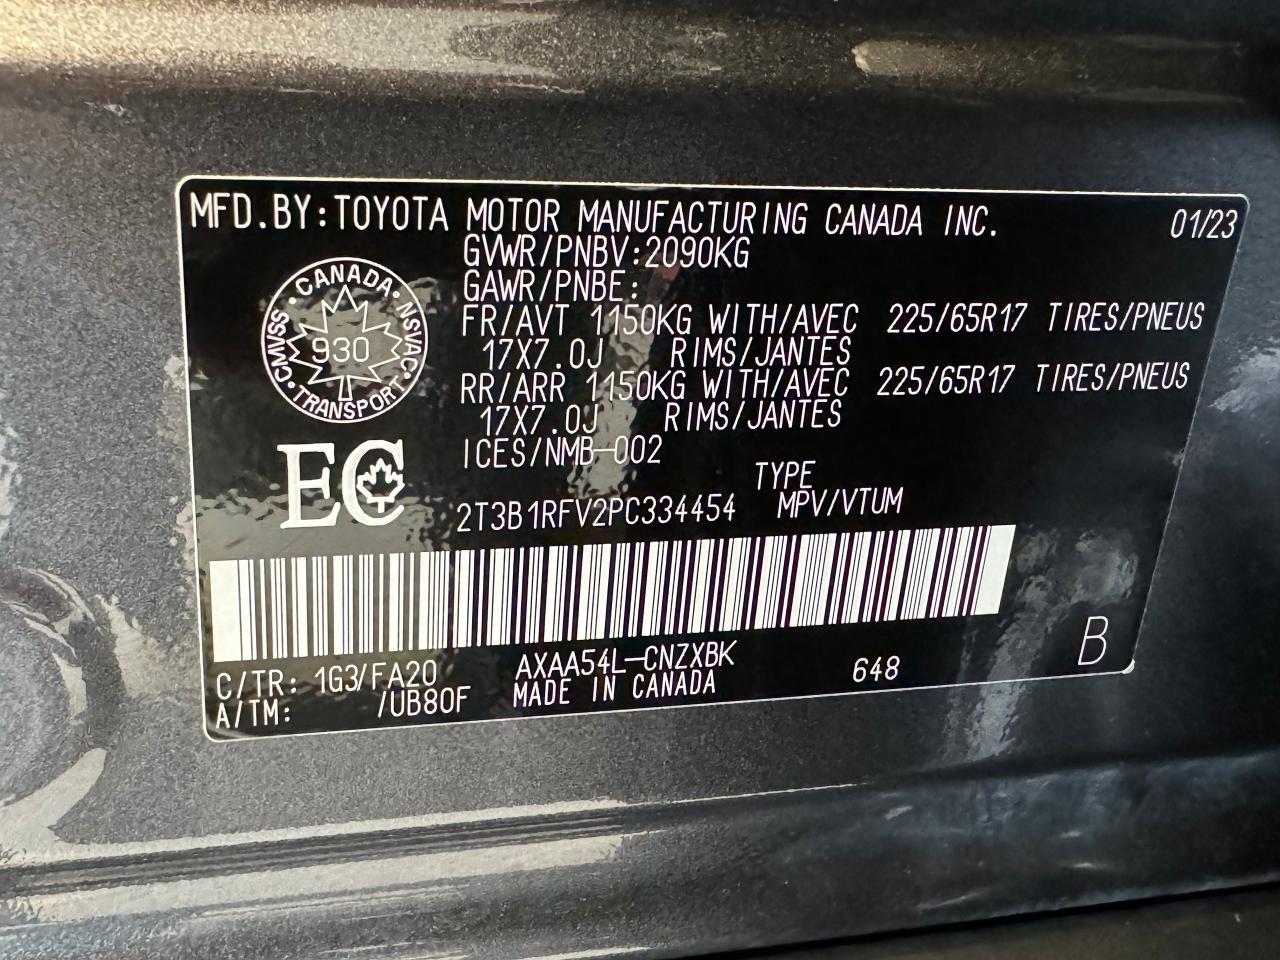 MFD.BY:TOYOTA MOTOR MANUFACTURING CANADA INC. 01/23
GVWR/PNBV:2090KG
GAWR/PNBE:
FR/AVT 1150KG WITH/AVEC 225/65R17 TIRES/PNEUS
17X7.0J RIMS/JANTES
RR/ARR 1150KG WITH/AVEC 225/65R17 TIRES/PNEUS
17X7.0J RIMS/JANTES
ICES/NMB-002
CANADA · NSVAC · TRANSPORT · CMVSS ·
930
EC
TYPE
2T3B1RFV2PC334454 MPV/VTUM
C/TR: 1G3/FA20 AXAA54L-CNZXBK 648 B
A/TM: /UB80F MADE IN CANADA